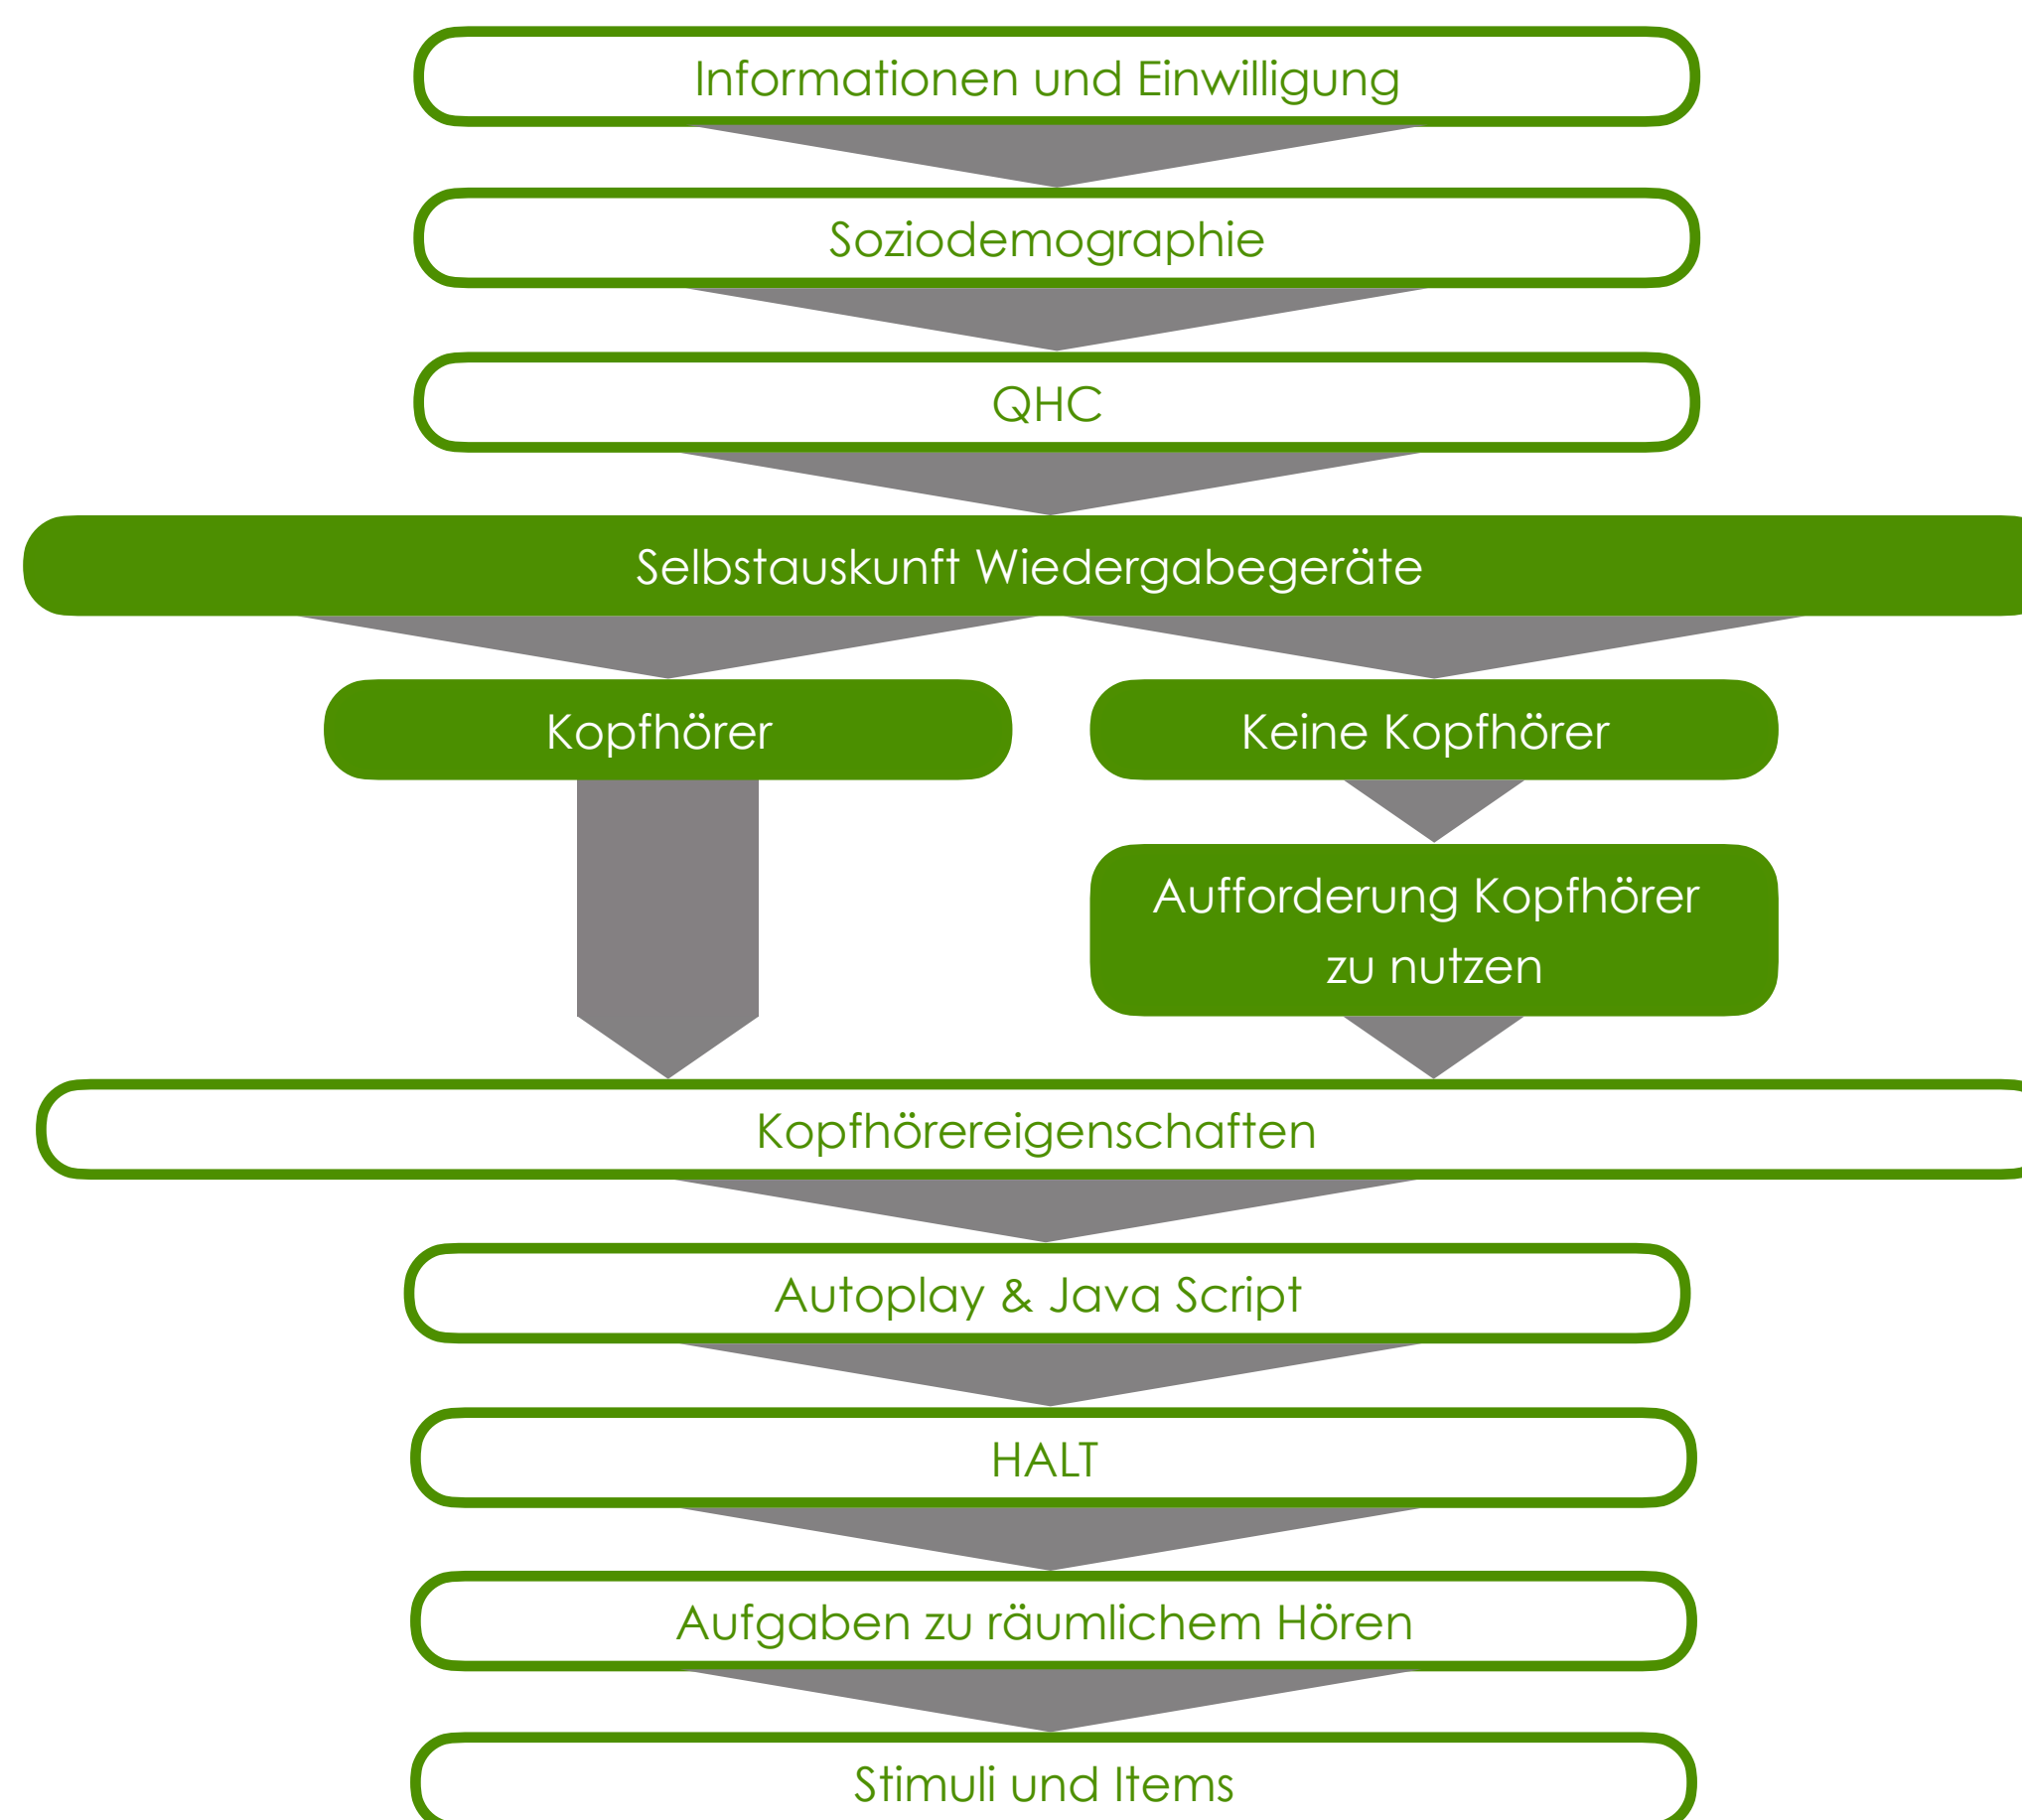 Informationen und Einwilligung
Soziodemographie
QHC
Selbstauskunft Wiedergabegeräte
Kopfhörer
Keine Kopfhörer
Aufforderung Kopfhörer
zu nutzen
Kopfhörereigenschaften
Autoplay & Java Script
HALT
Aufgaben zu räumlichem Hören
Stimuli und Items